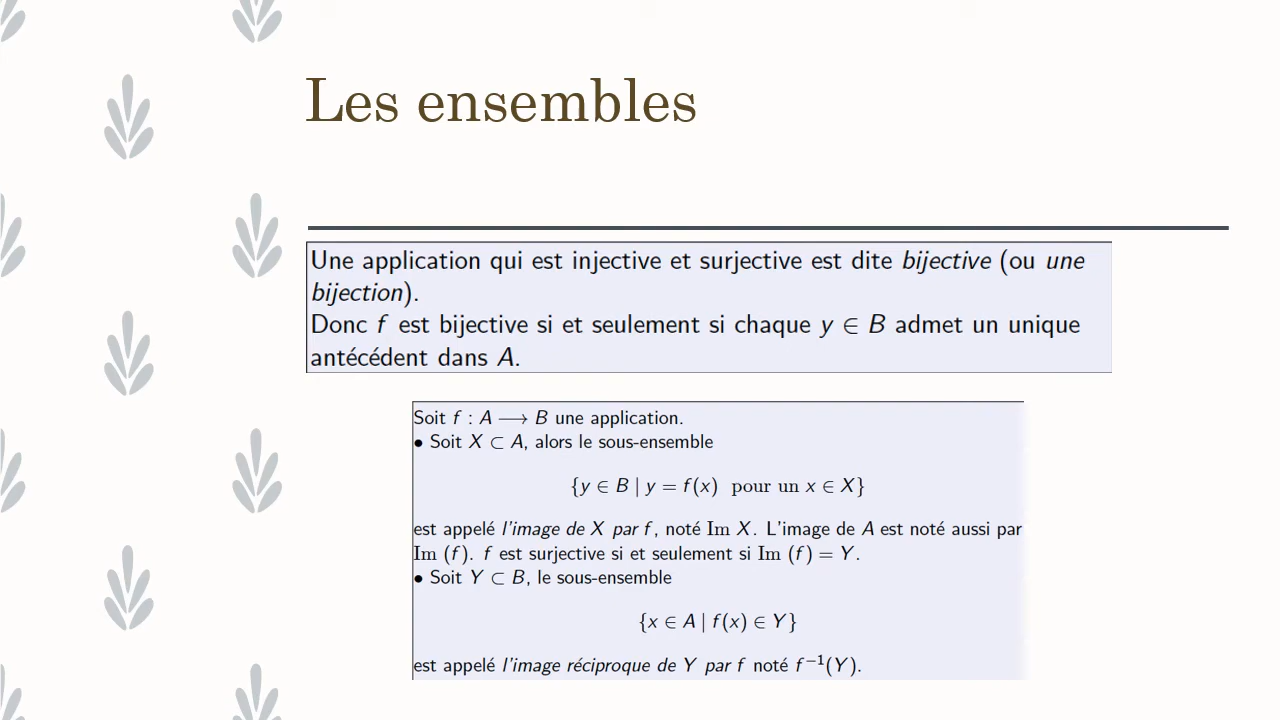 Les ensembles
Une application qui est injective et surjective est dite bijective (ou une
bijection).
Donc f est bijective si et seulement si chaque y ∈ B admet un unique
antécédent dans A.
Soit f : A ⟶ B une application.
• Soit X ⊂ A, alors le sous-ensemble
{y ∈ B | y = f(x) pour un x ∈ X}
est appelé l'image de X par f, noté Im X. L'image de A est noté aussi par
Im (f). f est surjective si et seulement si Im (f) = Y.
• Soit Y ⊂ B, le sous-ensemble
{x ∈ A | f(x) ∈ Y}
est appelé l'image réciproque de Y par f noté f⁻¹(Y).